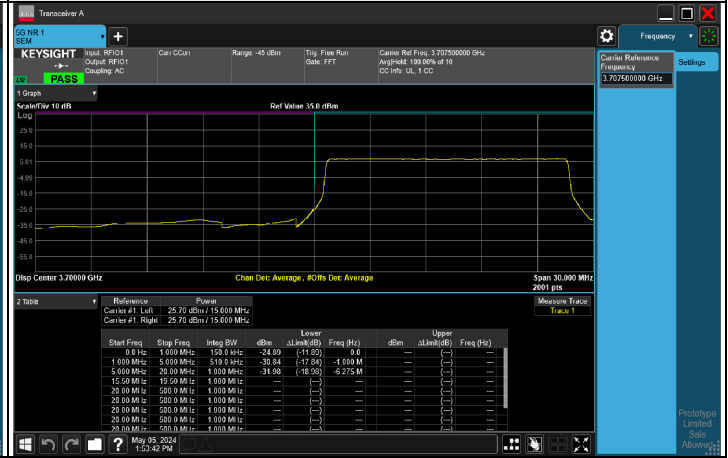 Transceiver A
5G NR 1
SEM
Frequency
KEYSIGHT
Input: RFIO1
Output: RFIO1
Coupling: AC
Corr CCorr
Range: -45 dBm
Trig: Free Run
Gate: FFT
Carrier Ref Freq: 3.707500000 GHz
Avg|Hold: 100.00% of 10
CC Info: UL, 1 CC
PASS
Carrier Reference
Frequency
3.707500000 GHz
Settings
1 Graph
Scale/Div 10 dB
Ref Value 35.0 dBm
Log
25.0
15.0
5.01
-4.99
-15.0
-25.0
-35.0
-45.0
-55.0
Disp Center 3.70000 GHz
Chan Det: Average , #Offs Det: Average
Span 30.000 MHz
2001 pts
2 Table
Reference Power
Carrier #1. Left 25.70 dBm / 15.000 MHz
Carrier #1. Right 25.70 dBm / 15.000 MHz
Measure Trace
Trace 1
Lower Upper
Start Freq Stop Freq Integ BW dBm ΔLimit(dB) Freq (Hz) dBm ΔLimit(dB) Freq (Hz)
0.0 Hz 1.000 MHz 150.0 kHz -24.89 (-11.89) 0.0 --- (---) ---
1.000 MHz 5.000 MHz 510.0 kHz -30.84 (-17.84) -1.000 M --- (---) ---
5.000 MHz 20.00 MHz 1.000 MHz -31.98 (-18.98) -6.275 M --- (---) ---
15.50 MHz 19.50 MHz 1.000 MHz --- (---) --- --- (---) ---
20.00 MHz 500.0 MHz 1.000 MHz --- (---) --- --- (---) ---
20.00 MHz 500.0 MHz 1.000 MHz --- (---) --- --- (---) ---
20.00 MHz 500.0 MHz 1.000 MHz --- (---) --- --- (---) ---
20.00 MHz 500.0 MHz 1.000 MHz --- (---) --- --- (---) ---
20.00 MHz 500.0 MHz 1.000 MHz --- (---) --- --- (---) ---
Prototype
Limited
Sale
Allowed
May 05, 2024
1:50:42 PM